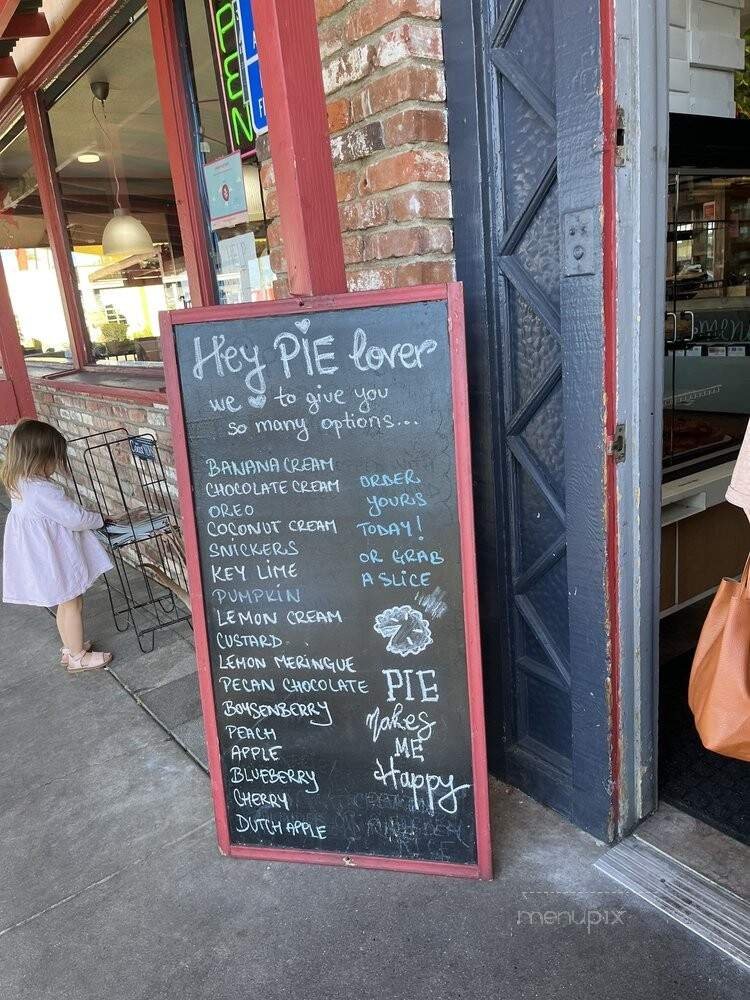 OPEN
Hey PIE lover
we to give you
so many options...
BANANA CREAM
CHOCOLATE CREAM
OREO
COCONUT CREAM
SNICKERS
KEY LIME
PUMPKIN
LEMON CREAM
CUSTARD
LEMON MERINGUE
PECAN CHOCOLATE
BOYSENBERRY
PEACH
APPLE
BLUEBERRY
CHERRY
DUTCH APPLE
ORDER
YOURS
TODAY!
OR GRAB
A SLICE
PIE
Makes
ME
Happy
menupix